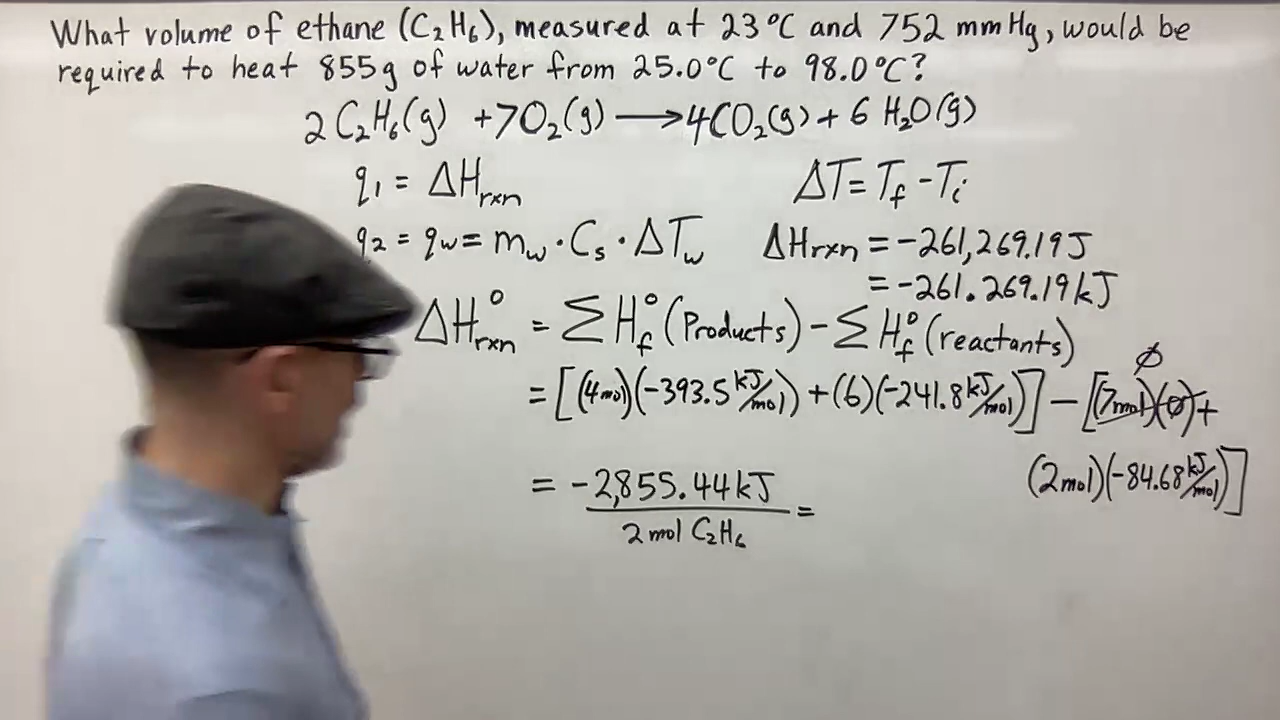 What volume of ethane (C₂H₆), measured at 23°C and 752 mmHg, would be
required to heat 855g of water from 25.0°C to 98.0°C?
2C₂H₆(g) + 7O₂(g) ⟶ 4CO₂(g) + 6H₂O(g)
q₁ = ΔHrxn
ΔT = Tf - Ti
q₂ = qw = mw · Cs · ΔTw
ΔHrxn = -261,269.19J
= -261.269.19kJ
ΔH°rxn = ΣH°f (Products) - ΣH°f (reactants)
= [(4mol)(-393.5kJ/mol) + (6)(-241.8kJ/mol)] - [(7mol)(0) +
∅
(2mol)(-84.68kJ/mol)]
= -2,855.44kJ / 2mol C₂H₆ =